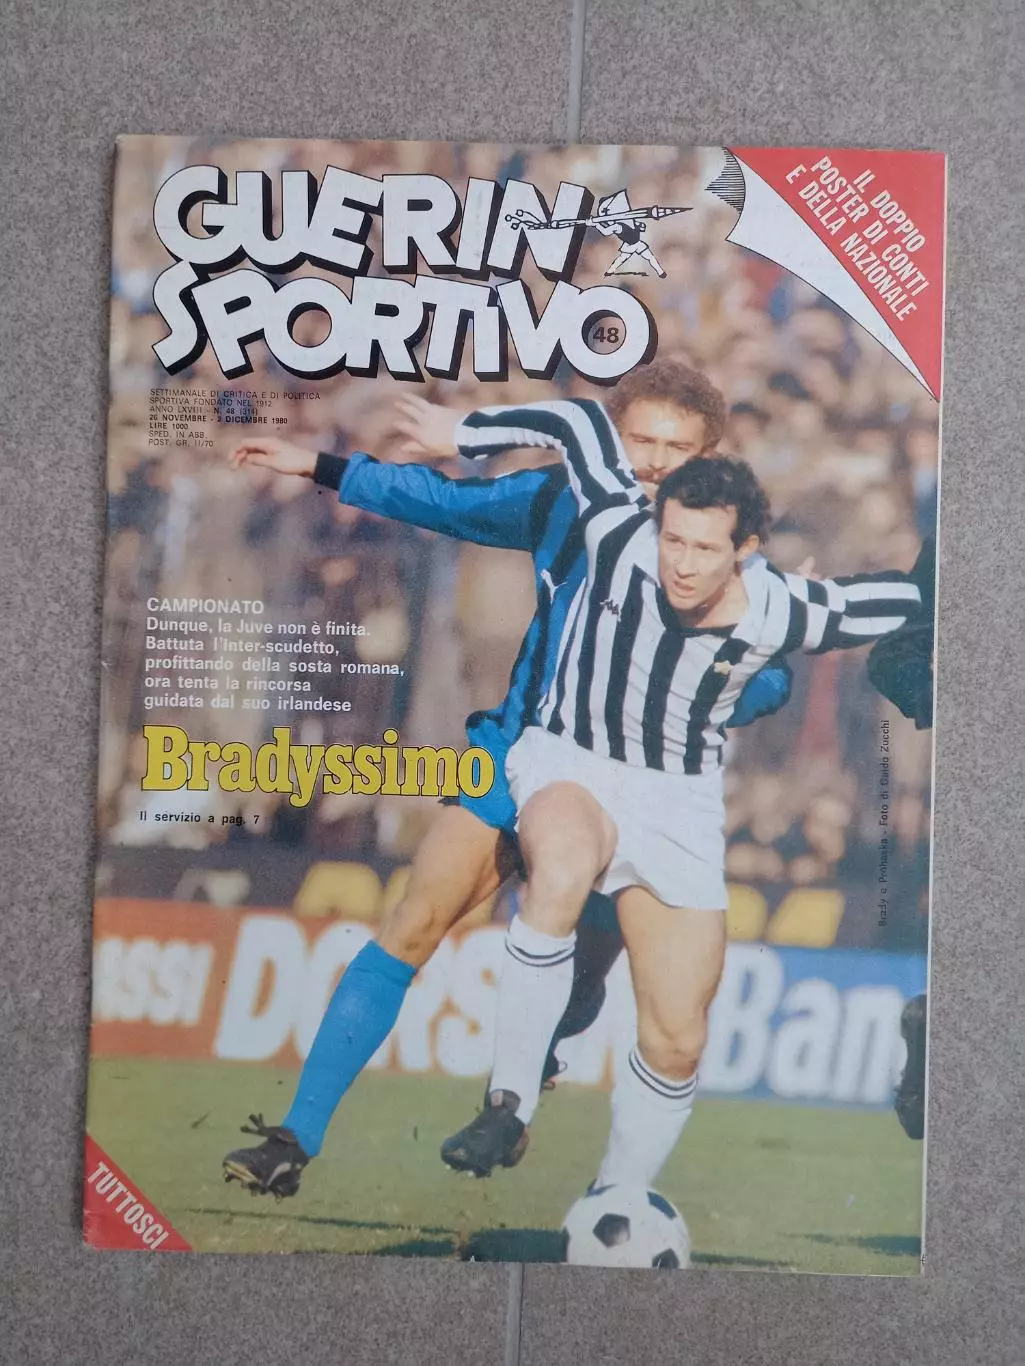 GUERIN
SPORTIVO
48
SETTIMANALE DI CRITICA E DI POLITICA
SPORTIVA FONDATO NEL 1912
ANNO LXVIII - N. 48 (314)
26 NOVEMBRE - 2 DICEMBRE 1980
LIRE 1000
SPED. IN ABB.
POST. GR. II/70
IL DOPPIO
POSTER DI CONTI
E DELLA NAZIONALE
CAMPIONATO
Dunque, la Juve non è finita.
Battuta l'Inter-scudetto,
profittando della sosta romana,
ora tenta la rincorsa
guidata dal suo irlandese
Bradyssimo
Il servizio a pag. 7
Brady e Prohaska - Foto di Guido Zucchi
ASSI
DORS
Ban
TUTTOSCI